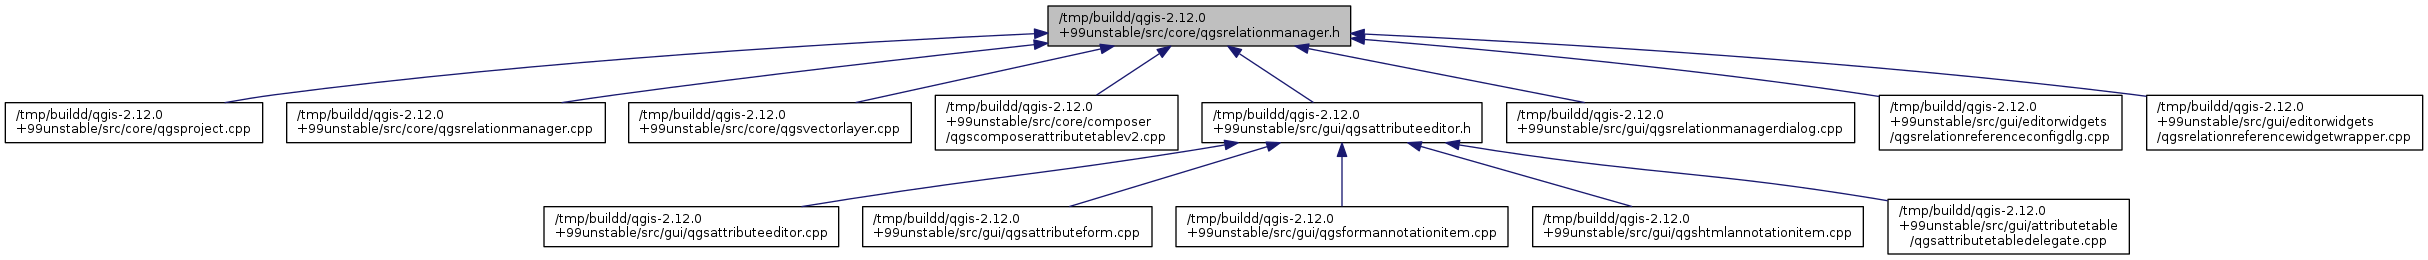 /tmp/buildd/qgis-2.12.0
+99unstable/src/core/qgsrelationmanager.h
/tmp/buildd/qgis-2.12.0
+99unstable/src/core/qgsproject.cpp
/tmp/buildd/qgis-2.12.0
+99unstable/src/core/qgsrelationmanager.cpp
/tmp/buildd/qgis-2.12.0
+99unstable/src/core/qgsvectorlayer.cpp
/tmp/buildd/qgis-2.12.0
+99unstable/src/core/composer
/qgscomposerattributetablev2.cpp
/tmp/buildd/qgis-2.12.0
+99unstable/src/gui/qgsattributeeditor.h
/tmp/buildd/qgis-2.12.0
+99unstable/src/gui/qgsrelationmanagerdialog.cpp
/tmp/buildd/qgis-2.12.0
+99unstable/src/gui/editorwidgets
/qgsrelationreferenceconfigdlg.cpp
/tmp/buildd/qgis-2.12.0
+99unstable/src/gui/editorwidgets
/qgsrelationreferencewidgetwrapper.cpp
/tmp/buildd/qgis-2.12.0
+99unstable/src/gui/qgsattributeeditor.cpp
/tmp/buildd/qgis-2.12.0
+99unstable/src/gui/qgsattributeform.cpp
/tmp/buildd/qgis-2.12.0
+99unstable/src/gui/qgsformannotationitem.cpp
/tmp/buildd/qgis-2.12.0
+99unstable/src/gui/qgshtmlannotationitem.cpp
/tmp/buildd/qgis-2.12.0
+99unstable/src/gui/attributetable
/qgsattributetabledelegate.cpp